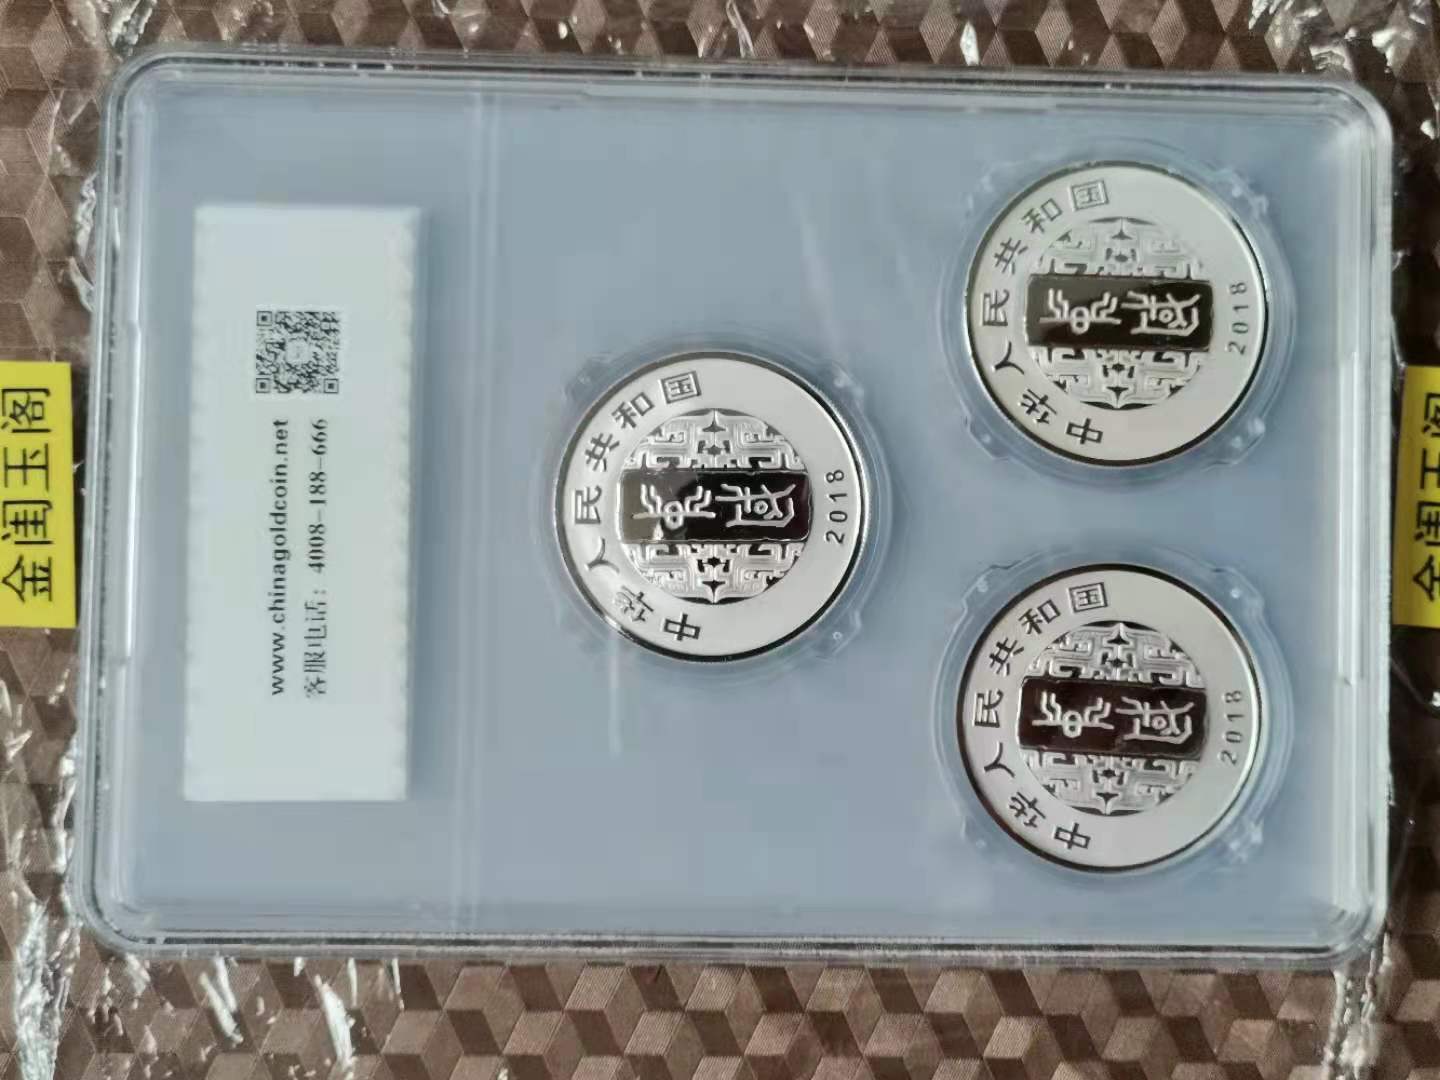 金闺玉阁
www.chinagoldcoin.net
客服电话：4008-188-666
中华人民共和国
2018
中华人民共和国
2018
中华人民共和国
2018
金闺玉阁